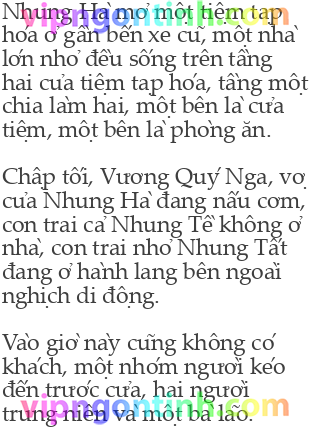 Nhung Hà mở một tiệm tạp
hóa ở gần bến xe cũ, một nhà
lớn nhỏ đều sống trên tầng
hai của tiệm tạp hóa, tầng một
chia làm hai, một bên là cửa
tiệm, một bên là phòng ăn.
Chập tối, Vương Quý Nga, vợ
của Nhung Hà đang nấu cơm,
con trai cả Nhung Tề không ở
nhà, con trai nhỏ Nhung Tất
đang ở hành lang bên ngoài
nghịch di động.
Vào giờ này cũng không có
khách, một nhóm người kéo
đến trước cửa, hai người
trung niên và một bà lão.
vipngontinh.com
vipngontinh.com